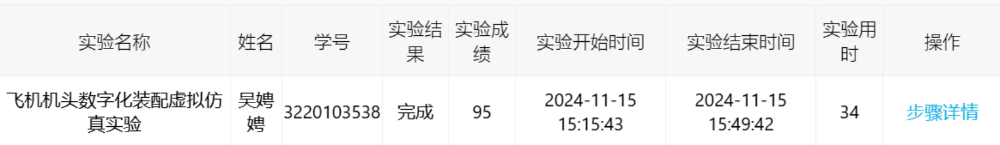 实验名称 姓名 学号 实验结果 实验成绩 实验开始时间 实验结束时间 实验用时 操作
飞机机头数字化装配虚拟仿真实验 吴娉娉 3220103538 完成 95 2024-11-15 15:15:43 2024-11-15 15:49:42 34 步骤详情